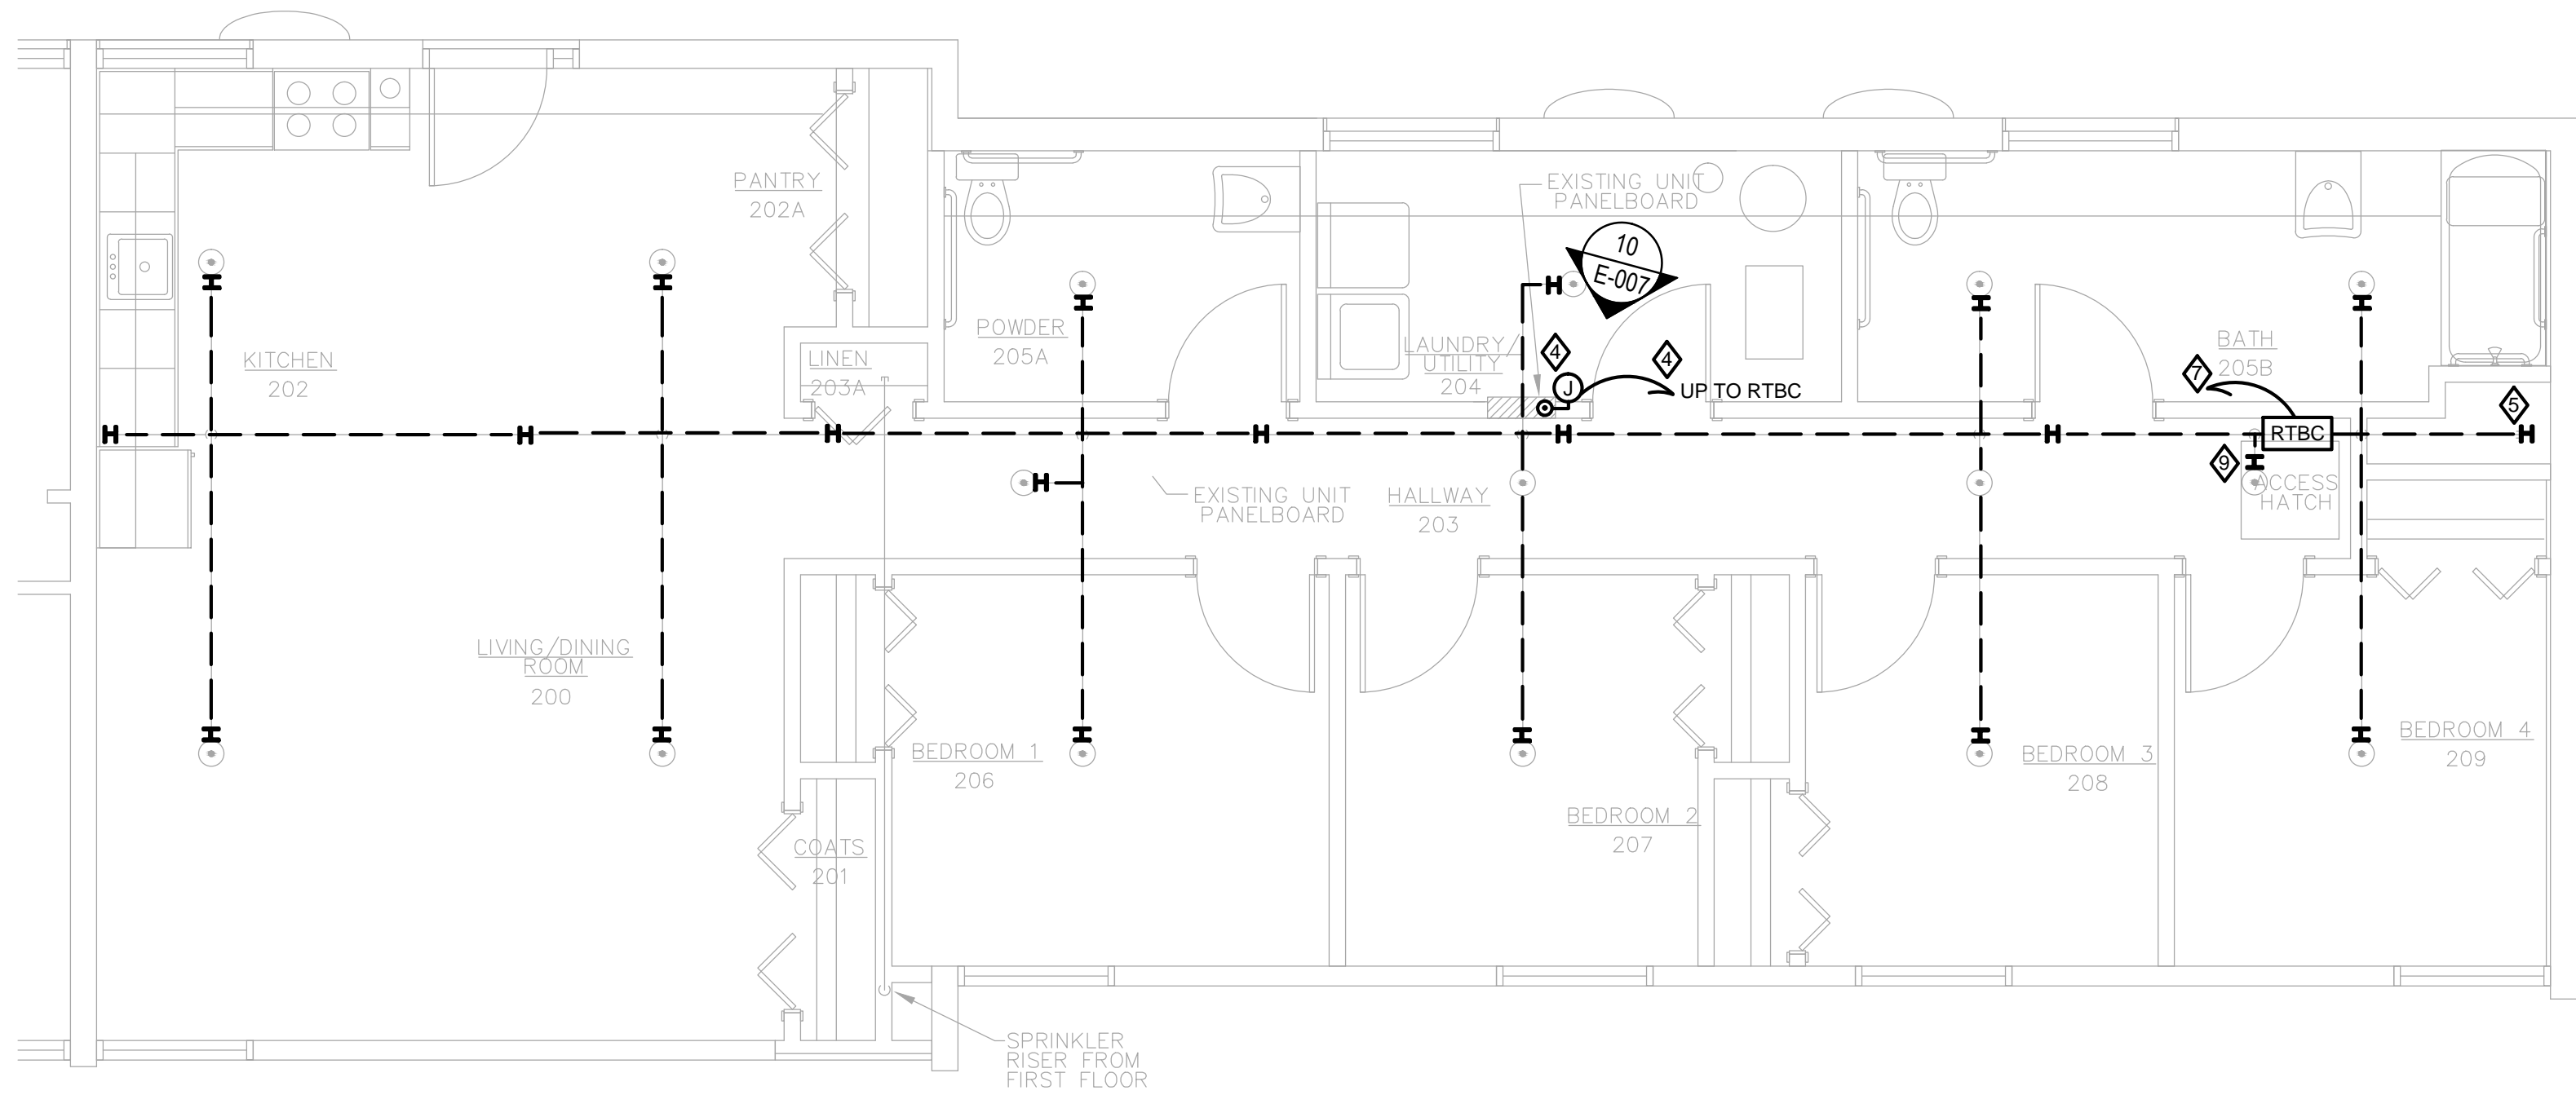 PANTRY
202A
EXISTING UNIT
PANELBOARD
10
E-007
POWDER
205A
LAUNDRY/
UTILITY
204
4
4
J
UP TO RTBC
BATH
205B
7
5
KITCHEN
202
LINEN
203A
H
H
H
H
H
H
H
H
H
H
H
H
H
H
RTBC
9
H
H
ACCESS
HATCH
EXISTING UNIT
PANELBOARD
HALLWAY
203
LIVING/DINING
ROOM
200
H
H
H
H
H
H
BEDROOM 1
206
BEDROOM 2
207
BEDROOM 3
208
BEDROOM 4
209
COATS
201
SPRINKLER
RISER FROM
FIRST FLOOR